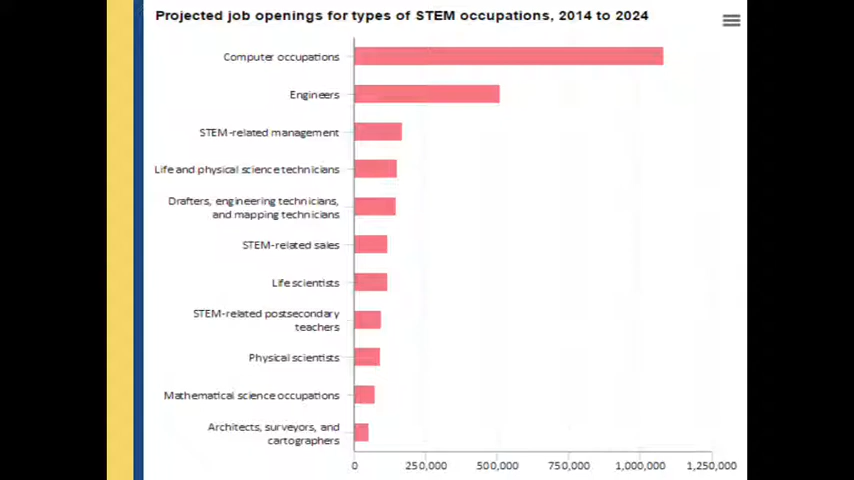 Projected job openings for types of STEM occupations, 2014 to 2024
Computer occupations
Engineers
STEM-related management
Life and physical science technicians
Drafters, engineering technicians,
and mapping technicians
STEM-related sales
Life scientists
STEM-related postsecondary
teachers
Physical scientists
Mathematical science occupations
Architects, surveyors, and
cartographers
0 250,000 500,000 750,000 1,000,000 1,250,000